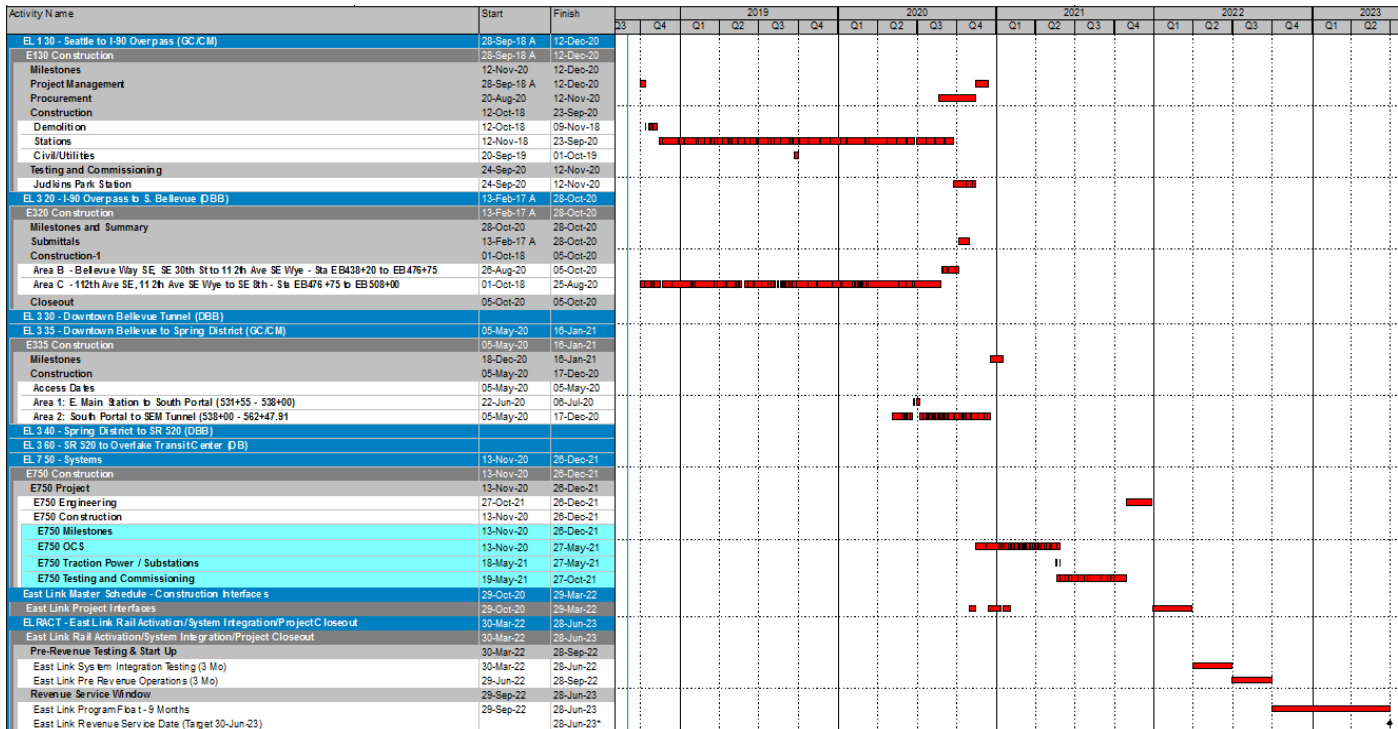 Activity Name Start Finish 2019 2020 2021 2022 2023
Q3 Q4 Q1 Q2 Q3 Q4 Q1 Q2 Q3 Q4 Q1 Q2 Q3 Q4 Q1 Q2 Q3 Q4 Q1 Q2
EL130 - Seattle to I-90 Overpass (GC/CM) 28-Sep-18 A 12-Dec-20
E130 Construction 28-Sep-18 A 12-Dec-20
Milestones 12-Nov-20 12-Dec-20
Project Management 28-Sep-18 A 12-Dec-20
Procurement 20-Aug-20 12-Nov-20
Construction 12-Oct-18 23-Sep-20
Demolition 12-Oct-18 09-Nov-18
Stations 12-Nov-18 23-Sep-20
Civil/Utilities 20-Sep-19 01-Oct-19
Testing and Commissioning 24-Sep-20 12-Nov-20
Judkins Park Station 24-Sep-20 12-Nov-20
EL320 - I-90 Overpass to S. Bellevue (DBB) 13-Feb-17 A 28-Oct-20
E320 Construction 13-Feb-17 A 28-Oct-20
Milestones and Summary 28-Oct-20 28-Oct-20
Submittals 13-Feb-17 A 28-Oct-20
Construction-1 01-Oct-18 05-Oct-20
Area B - Bellevue Way SE, SE 30th St to 112th Ave SE Wye - Sta EB438+20 to EB476+75 26-Aug-20 05-Oct-20
Area C - 112th Ave SE, 112th Ave SE Wye to SE 8th - Sta EB476+75 to EB508+00 01-Oct-18 25-Aug-20
Closeout 05-Oct-20 05-Oct-20
EL330 - Downtown Bellevue Tunnel (DBB)
EL335 - Downtown Bellevue to Spring District (GC/CM) 05-May-20 16-Jan-21
E335 Construction 05-May-20 16-Jan-21
Milestones 18-Dec-20 16-Jan-21
Construction 05-May-20 17-Dec-20
Access Dates 05-May-20 05-May-20
Area 1: E. Main Station to South Portal (531+55 - 538+00) 22-Jun-20 06-Jul-20
Area 2: South Portal to SEM Tunnel (538+00 - 562+47.91 05-May-20 17-Dec-20
EL340 - Spring District to SR 520 (DBB)
EL360 - SR 520 to Overlake Transit Center (DB)
EL750 - Systems 13-Nov-20 26-Dec-21
E750 Construction 13-Nov-20 26-Dec-21
E750 Project 13-Nov-20 26-Dec-21
E750 Engineering 27-Oct-21 26-Dec-21
E750 Construction 13-Nov-20 26-Dec-21
E750 Milestones 13-Nov-20 26-Dec-21
E750 OCS 13-Nov-20 27-May-21
E750 Traction Power / Substations 18-May-21 27-May-21
E750 Testing and Commissioning 19-May-21 27-Oct-21
East Link Master Schedule - Construction Interfaces 29-Oct-20 29-Mar-22
East Link Project Interfaces 29-Oct-20 29-Mar-22
ELRACT - East Link Rail Activation/System Integration/Project Closeout 30-Mar-22 28-Jun-23
East Link Rail Activation/System Integration/Project Closeout 30-Mar-22 28-Jun-23
Pre-Revenue Testing & Start Up 30-Mar-22 28-Sep-22
East Link System Integration Testing (3 Mo) 30-Mar-22 28-Jun-22
East Link Pre Revenue Operations (3 Mo) 29-Jun-22 28-Sep-22
Revenue Service Window 29-Sep-22 28-Jun-23
East Link Program Float - 9 Months 29-Sep-22 28-Jun-23
East Link Revenue Service Date (Target 30-Jun-23) 28-Jun-23*